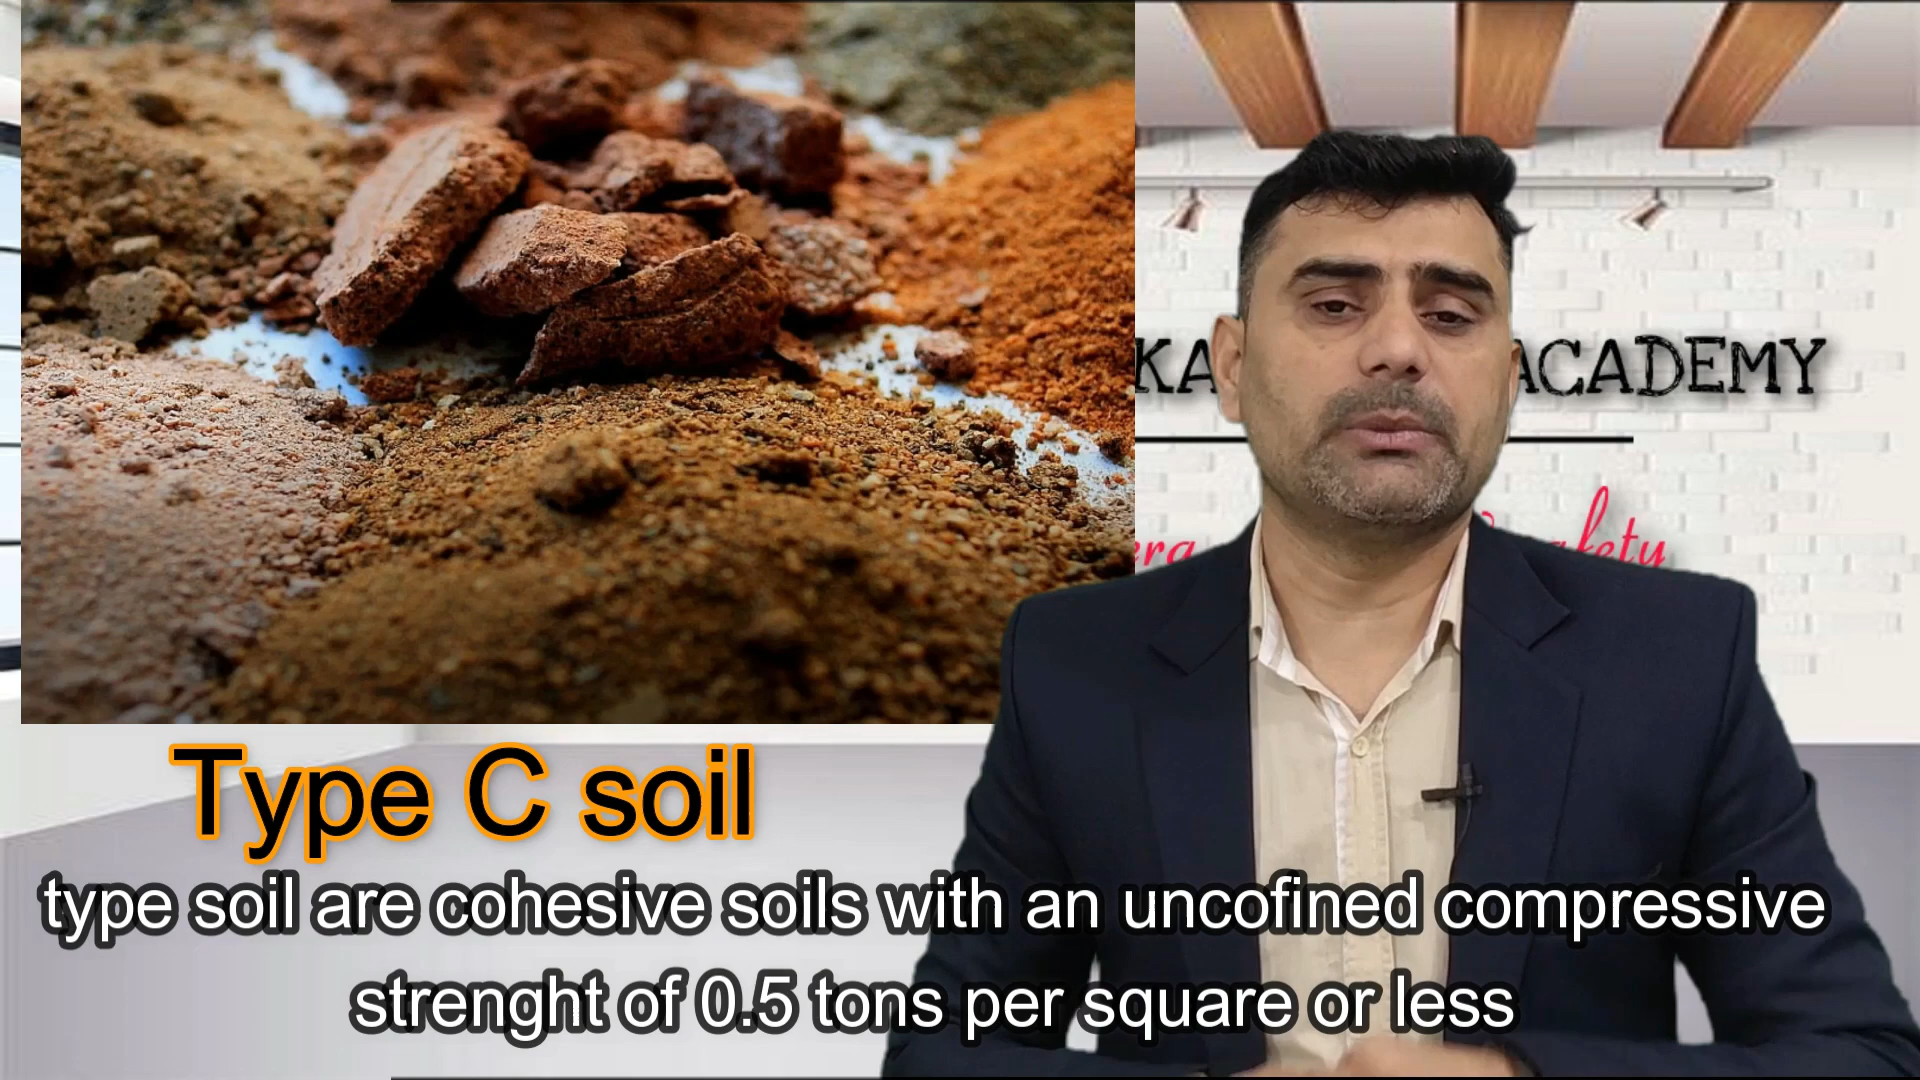 ACADEMY
Type C soil
type soil are cohesive soils with an uncofined compressive
strenght of 0.5 tons per square or less